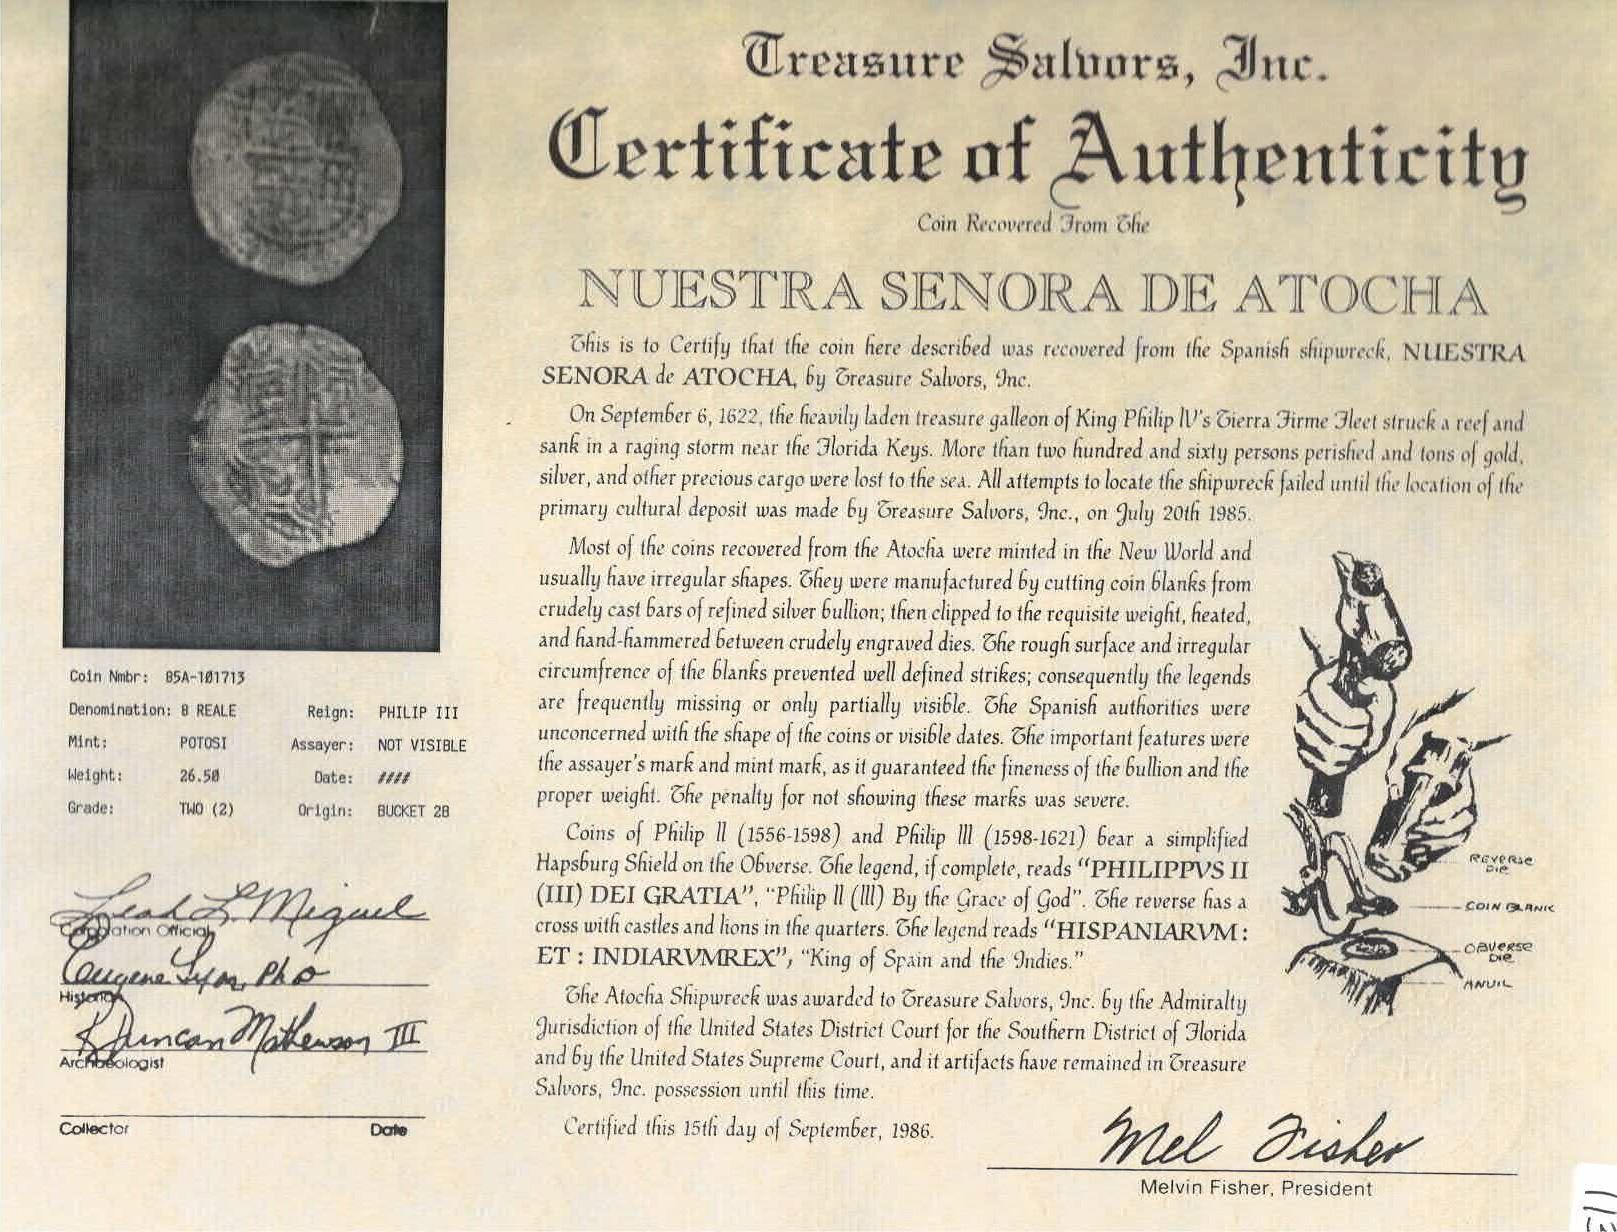 Treasure Salvors, Inc.
Certificate of Authenticity
Coin Recovered From The
NUESTRA SENORA DE ATOCHA
This is to Certify that the coin here described was recovered from the Spanish shipwreck, NUESTRA
SENORA de ATOCHA, by Treasure Salvors, Inc.
On September 6, 1622, the heavily laden treasure galleon of King Philip IV's Tierra Firme Fleet struck a reef and
sank in a raging storm near the Florida Keys. More than two hundred and sixty persons perished and tons of gold,
silver, and other precious cargo were lost to the sea. All attempts to locate the shipwreck failed until the location of the
primary cultural deposit was made by Treasure Salvors, Inc., on July 20th 1985.
Most of the coins recovered from the Atocha were minted in the New World and
usually have irregular shapes. They were manufactured by cutting coin blanks from
crudely cast bars of refined silver bullion; then clipped to the requisite weight, heated,
and hand-hammered between crudely engraved dies. The rough surface and irregular
circumfrence of the blanks prevented well defined strikes; consequently the legends
are frequently missing or only partially visible. The Spanish authorities were
unconcerned with the shape of the coins or visible dates. The important features were
the assayer's mark and mint mark, as it guaranteed the fineness of the bullion and the
proper weight. The penalty for not showing these marks was severe.
Coins of Philip II (1556-1598) and Philip III (1598-1621) bear a simplified
Hapsburg Shield on the Obverse. The legend, if complete, reads "PHILIPPVS II
(III) DEI GRATIA", "Philip II (III) By the Grace of God". The reverse has a
cross with castles and lions in the quarters. The legend reads "HISPANIARVM :
ET : INDIARVMREX", "King of Spain and the Indies."
The Atocha Shipwreck was awarded to Treasure Salvors, Inc. by the Admiralty
Jurisdiction of the United States District Court for the Southern District of Florida
and by the United States Supreme Court, and it artifacts have remained in Treasure
Salvors, Inc. possession until this time.
Certified this 15th day of September, 1986.
REVERSE
DIE
COIN BLANK
OBVERSE
DIE
ANVIL
Mel Fisher
Melvin Fisher, President
Coin Nmbr: 85A-101713
Denomination: 8 REALE Reign: PHILIP III
Mint: POTOSI Assayer: NOT VISIBLE
Weight: 26.50 Date: ////
Grade: TWO (2) Origin: BUCKET 28
Leah L Miguel
Corporation Official
Eugene Lyon, PhD
Historian
R Duncan Mathewson III
Archaeologist
Collector Date